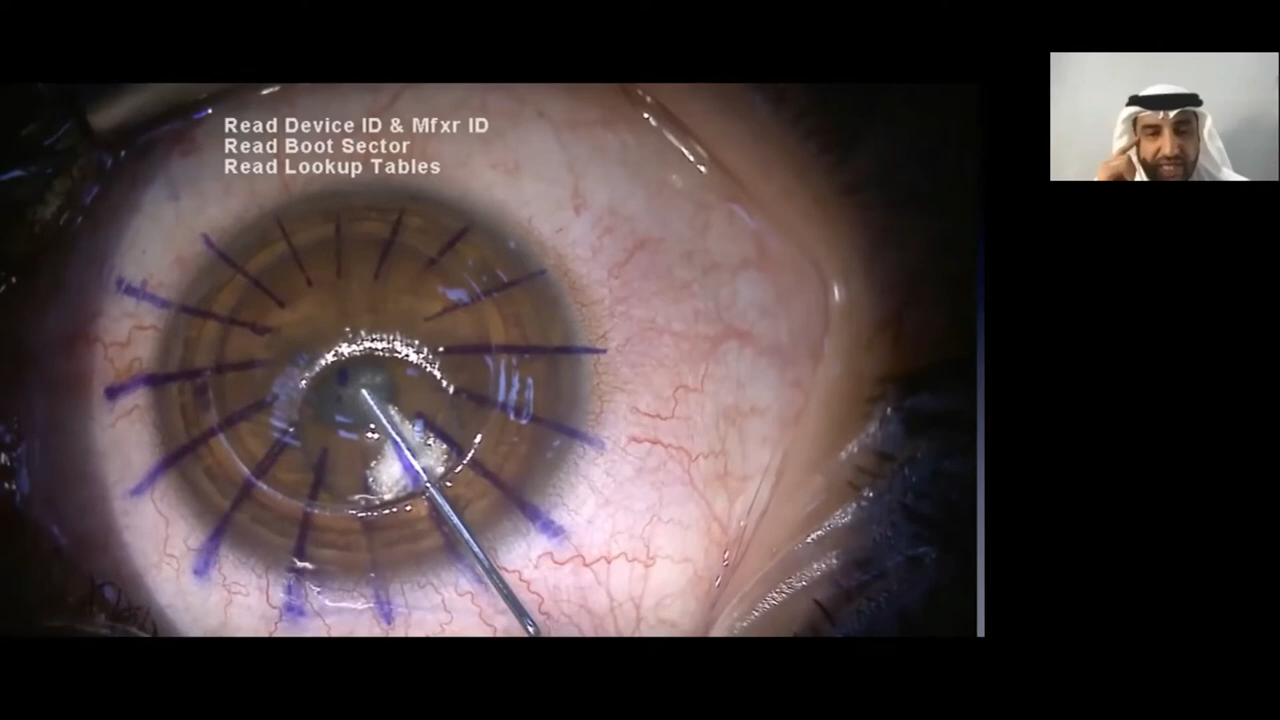 Read Device ID & Mfxr ID
Read Boot Sector
Read Lookup Tables